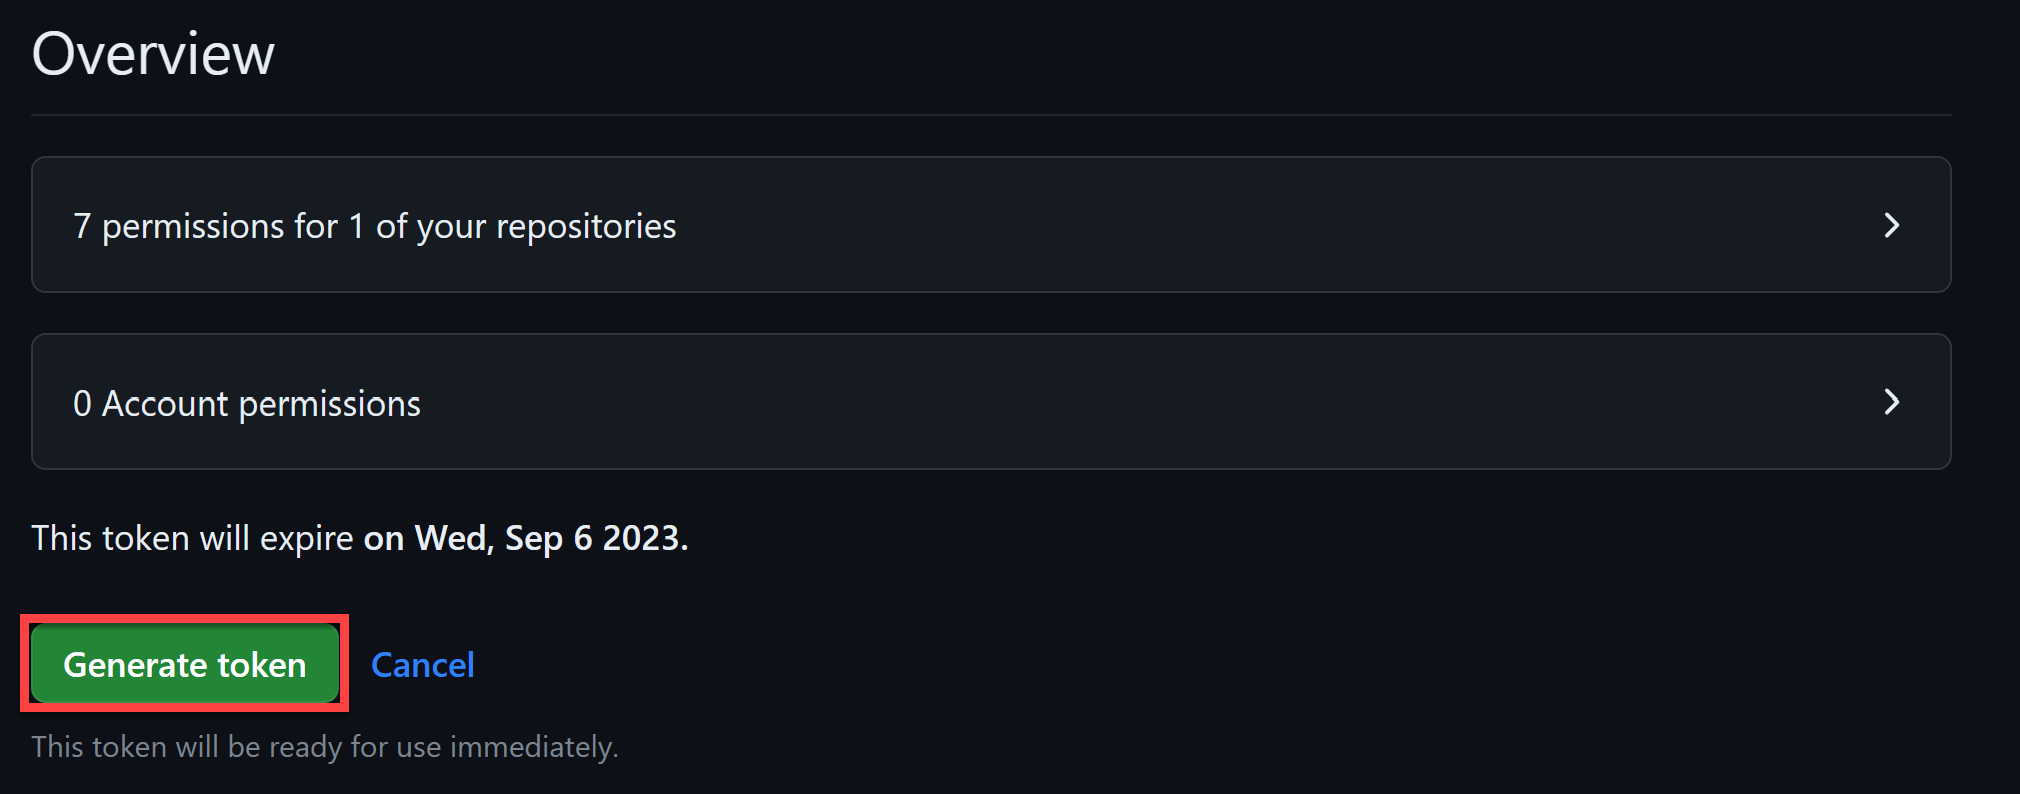 Overview
7 permissions for 1 of your repositories
0 Account permissions
This token will expire on Wed, Sep 6 2023.
Generate token Cancel
This token will be ready for use immediately.